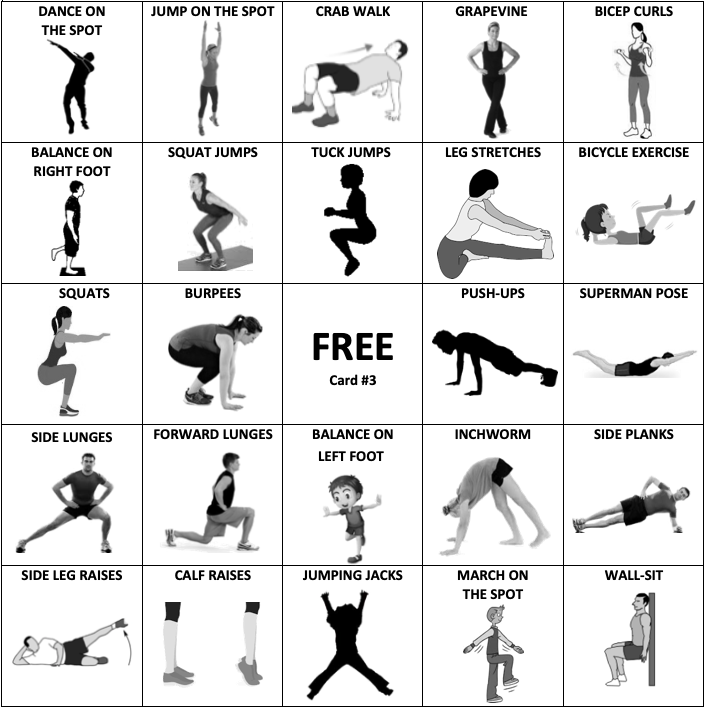 DANCE ON
THE SPOT
JUMP ON THE SPOT
CRAB WALK
GRAPEVINE
BICEP CURLS
BALANCE ON
RIGHT FOOT
SQUAT JUMPS
TUCK JUMPS
LEG STRETCHES
BICYCLE EXERCISE
SQUATS
BURPEES
FREE
Card #3
PUSH-UPS
SUPERMAN POSE
SIDE LUNGES
FORWARD LUNGES
BALANCE ON
LEFT FOOT
INCHWORM
SIDE PLANKS
SIDE LEG RAISES
CALF RAISES
JUMPING JACKS
MARCH ON
THE SPOT
WALL-SIT